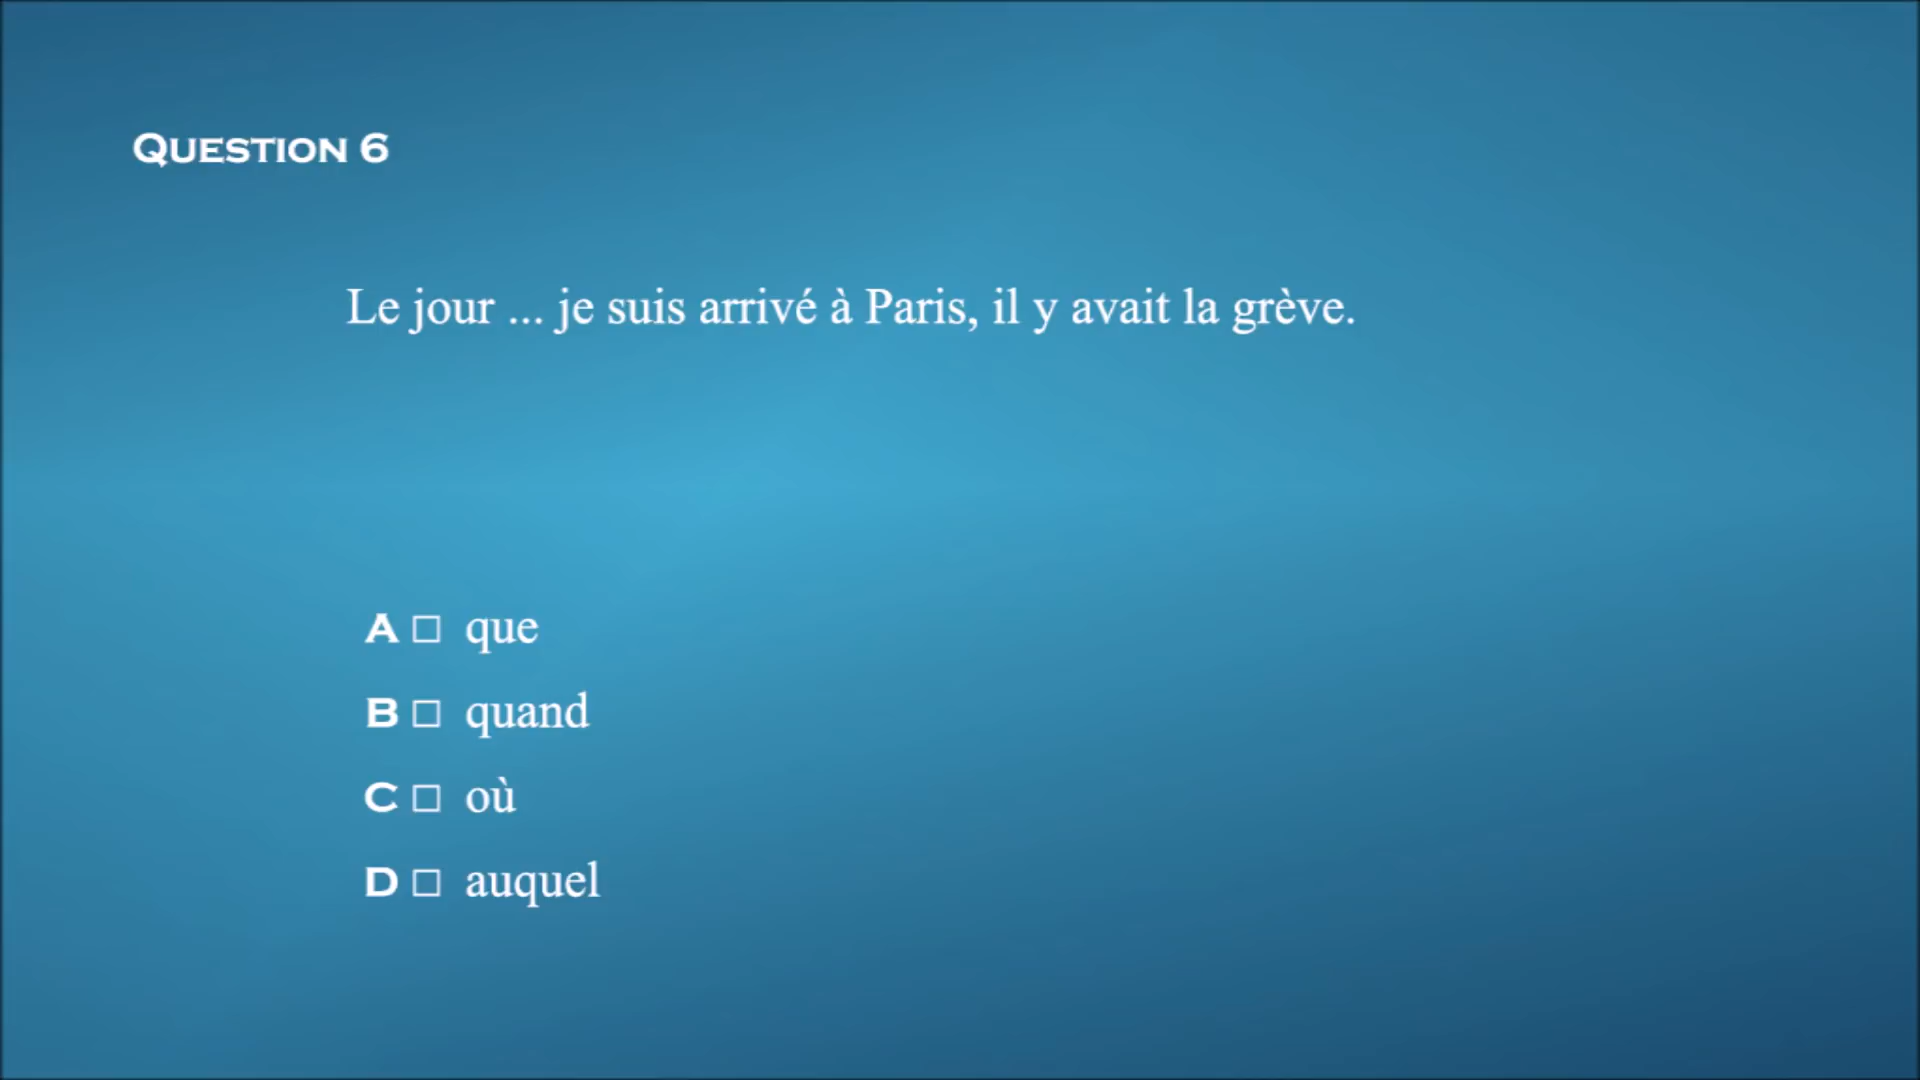 Question 6
Le jour ... je suis arrivé à Paris, il y avait la grève.
A □ que
B □ quand
C □ où
D □ auquel